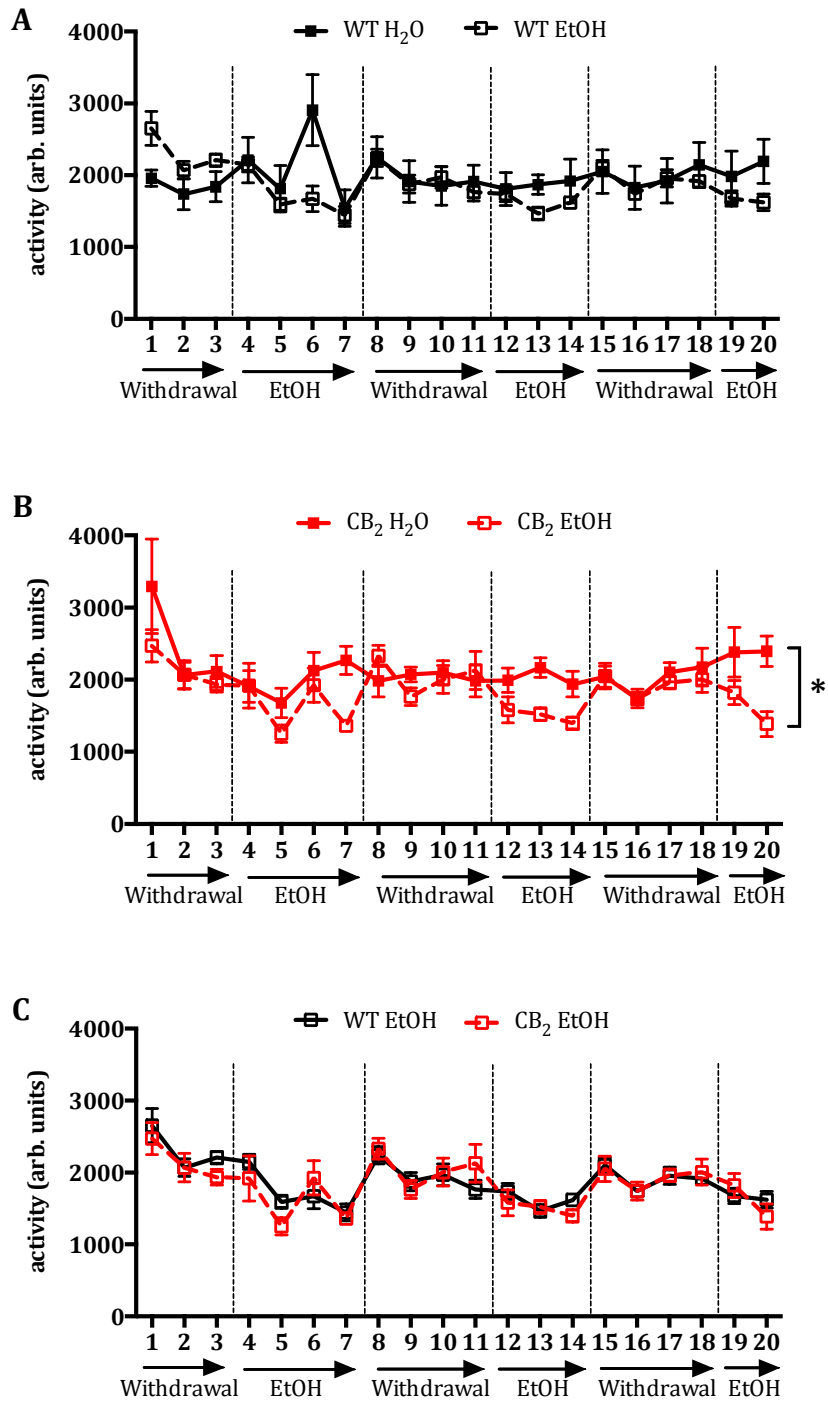 A
WT H₂O WT EtOH
activity (arb. units)
4000
3000
2000
1000
0
1 2 3 4 5 6 7 8 9 10 11 12 13 14 15 16 17 18 19 20
Withdrawal EtOH Withdrawal EtOH Withdrawal EtOH
B
CB₂ H₂O CB₂ EtOH
activity (arb. units)
4000
3000
2000
1000
0
*
1 2 3 4 5 6 7 8 9 10 11 12 13 14 15 16 17 18 19 20
Withdrawal EtOH Withdrawal EtOH Withdrawal EtOH
C
WT EtOH CB₂ EtOH
activity (arb. units)
4000
3000
2000
1000
0
1 2 3 4 5 6 7 8 9 10 11 12 13 14 15 16 17 18 19 20
Withdrawal EtOH Withdrawal EtOH Withdrawal EtOH